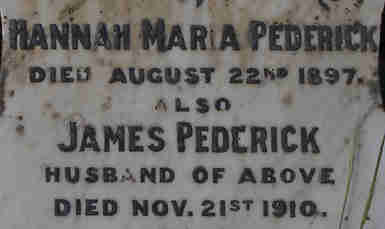 HANNAH MARIA PEDERICK
DIED AUGUST 22ND 1897.
ALSO
JAMES PEDERICK
HUSBAND OF ABOVE
DIED NOV. 21ST 1910.